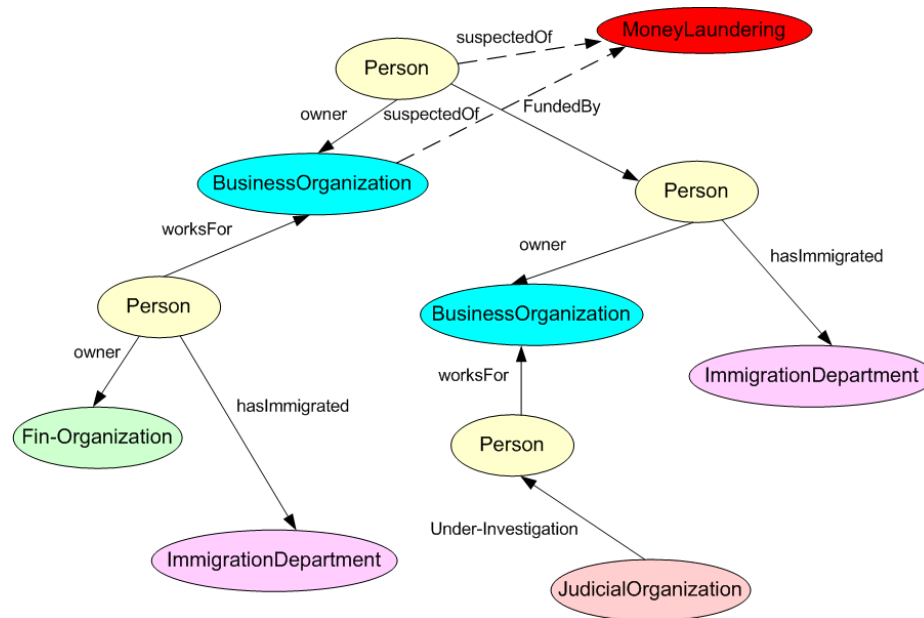 MoneyLaundering
suspectedOf
Person
owner
suspectedOf
FundedBy
BusinessOrganization
Person
worksFor
owner
hasImmigrated
Person
BusinessOrganization
owner
worksFor
ImmigrationDepartment
hasImmigrated
Fin-Organization
Person
Under-Investigation
ImmigrationDepartment
JudicialOrganization